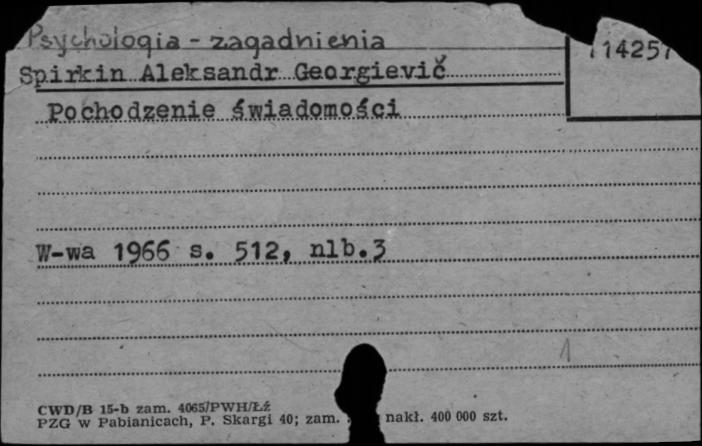 Psychologia - zagadnienia
Spirkin Aleksandr Georgievič
Pochodzenie świadomości
W-wa 1966 s. 512, nlb.3
1
CWD/B 15-b zam. 4065/PWH/Łź
PZG w Pabianicach, P. Skargi 40; zam. nakł. 400 000 szt.